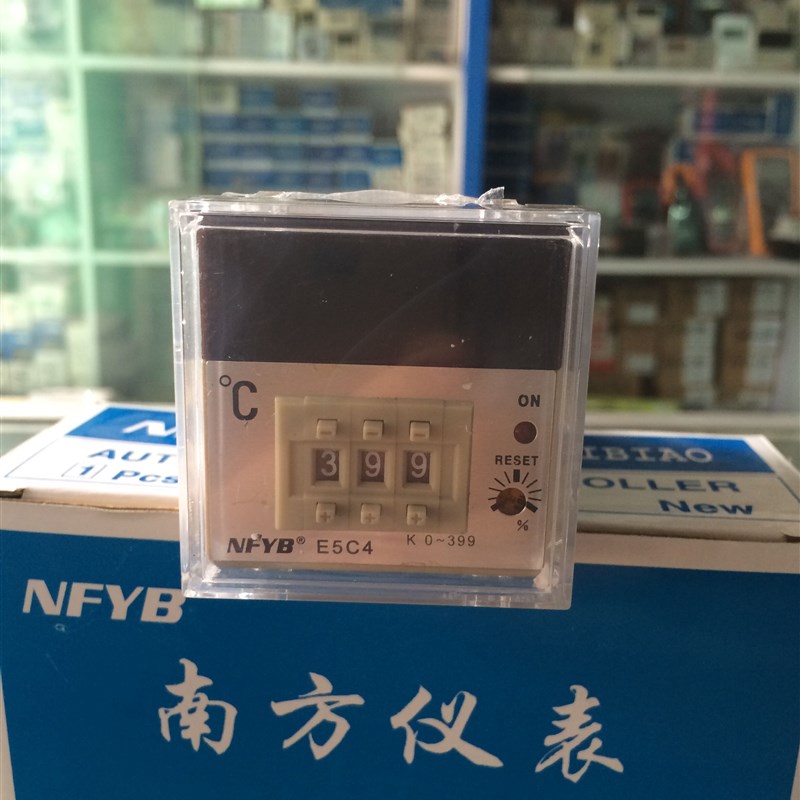 °C
ON
3 9 9
RESET
%
NFYB® E5C4 K 0~399
N
IBIAO
AUT
OLLER
1 Pcs
New
NFYB
南方仪表